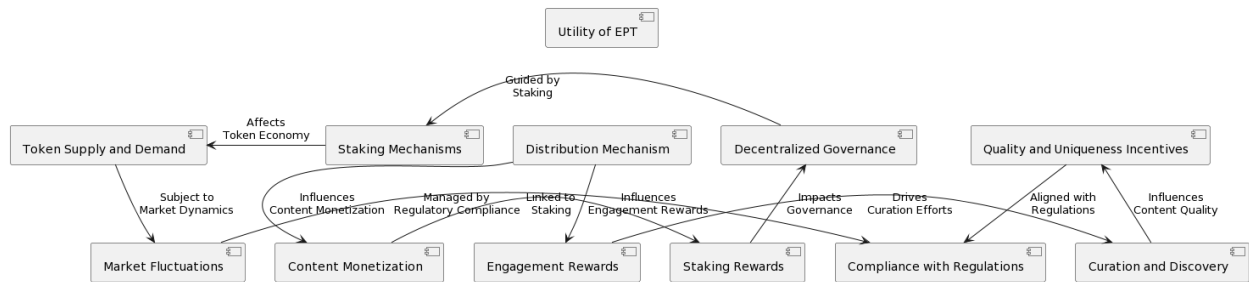 Utility of EPT
Guided by
Staking
Affects
Token Economy
Token Supply and Demand
Staking Mechanisms
Distribution Mechanism
Decentralized Governance
Quality and Uniqueness Incentives
Subject to
Market Dynamics
Influences
Content Monetization
Managed by
Regulatory Compliance
Linked to
Staking
Influences
Engagement Rewards
Impacts
Governance
Drives
Curation Efforts
Aligned with
Regulations
Influences
Content Quality
Market Fluctuations
Content Monetization
Engagement Rewards
Staking Rewards
Compliance with Regulations
Curation and Discovery